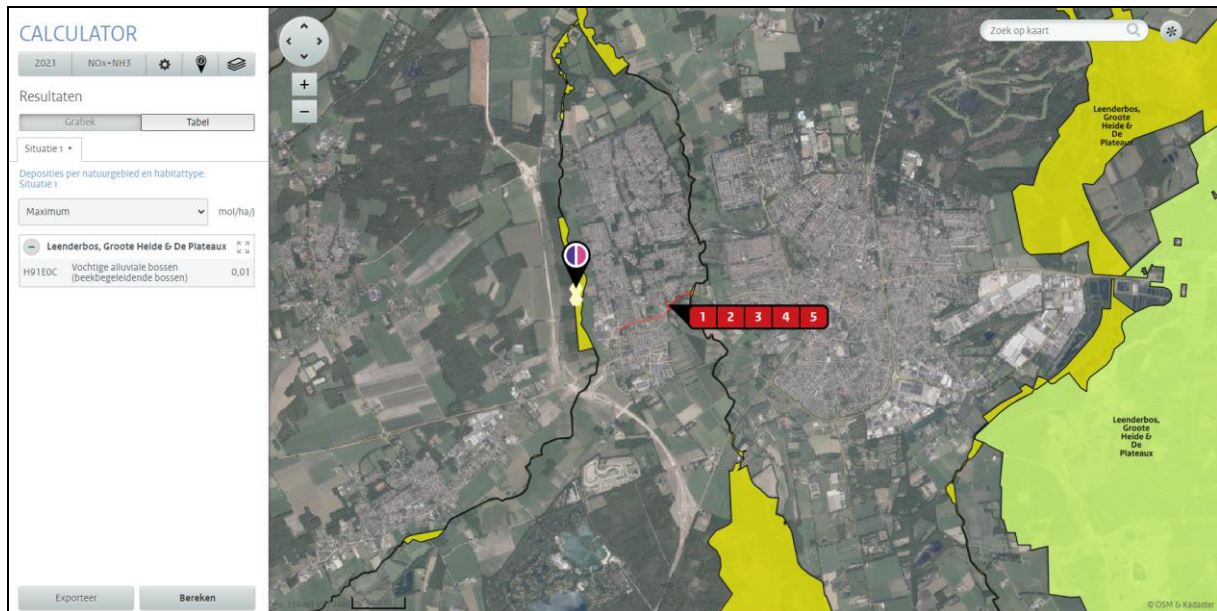 CALCULATOR
2021
NOx+NH3
Resultaten
Grafiek
Tabel
Situatie 1
Deposities per natuurgebied en habitattype:
Situatie 1
Maximum
mol/ha/j
Leenderbos, Groote Heide & De Plateaux
H91E0C
Vochtige alluviale bossen
(beekbegeleidende bossen)
0,01
Exporteer
Bereken
Zoek op kaart
Leenderbos,
Groote
Heide &
De
Plateaux
1 2 3 4 5
Leenderbos,
Groote
Heide &
De
Plateaux
© OSM & Kadaster